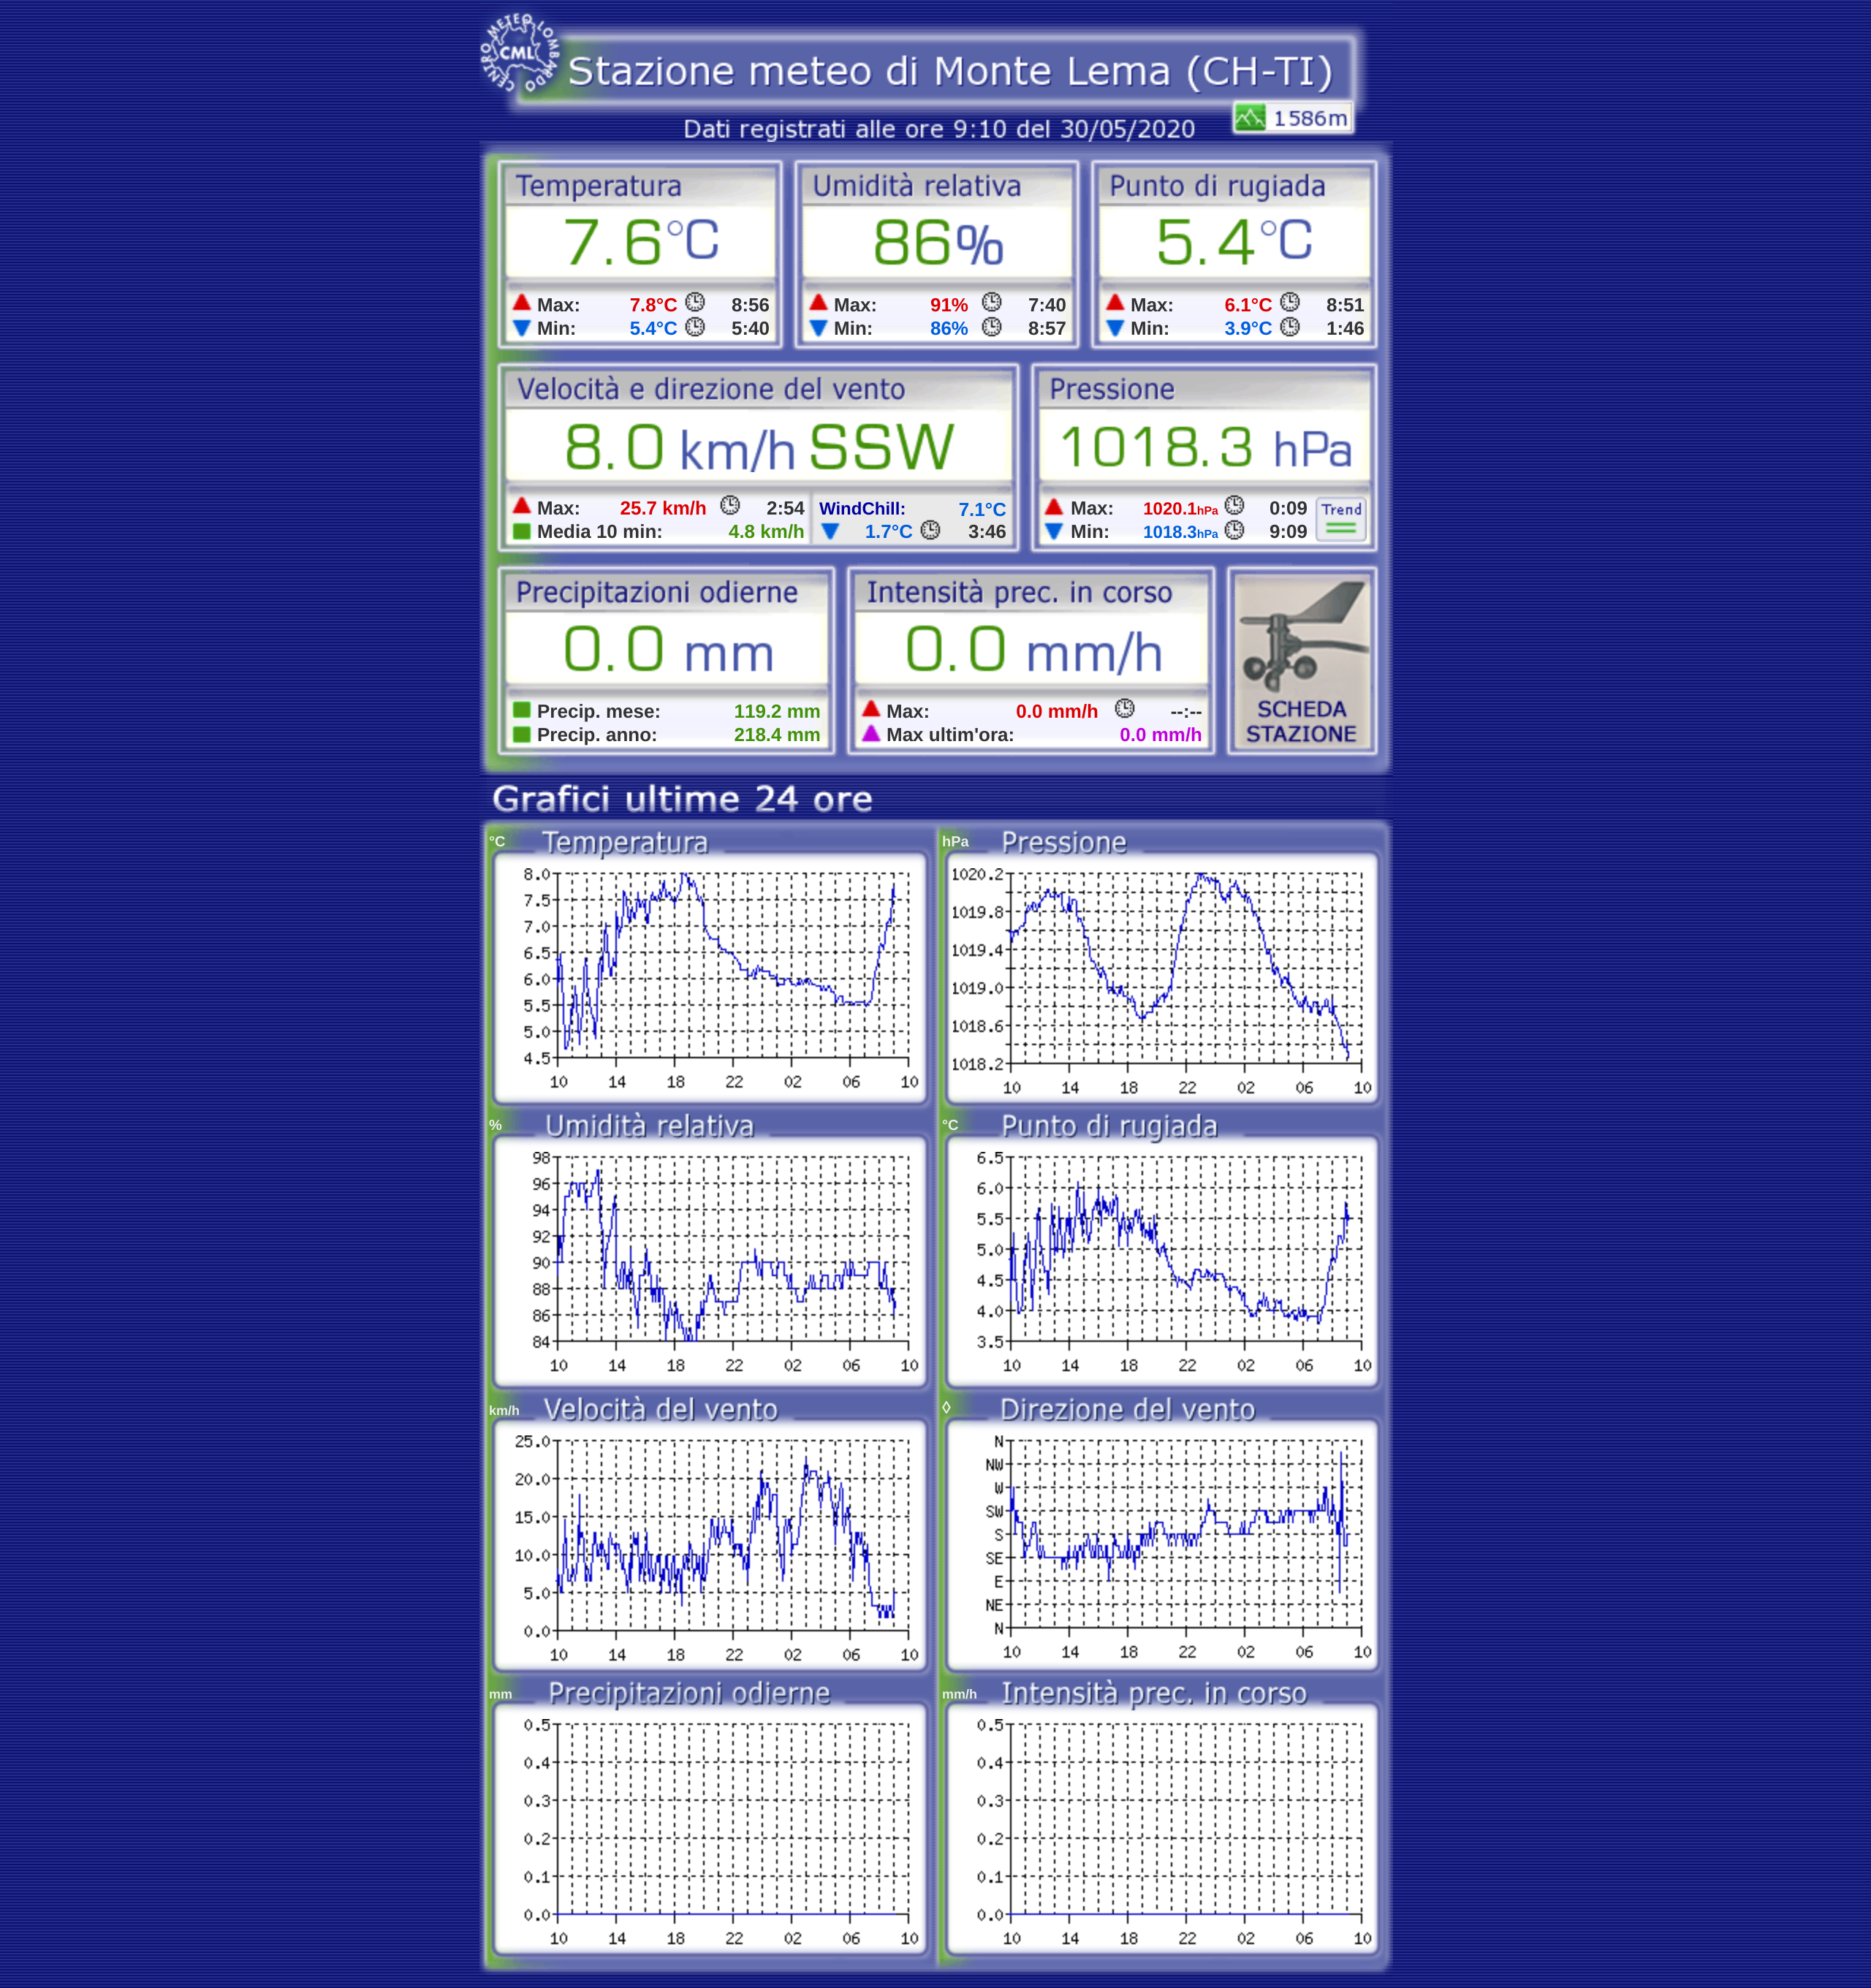 CENTRO METEO LOMBARDO
CML
Stazione meteo di Monte Lema (CH-TI)
1586m
Dati registrati alle ore 9:10 del 30/05/2020
Temperatura
7.6°C
Max: 7.8°C 8:56
Min: 5.4°C 5:40
Umidità relativa
86%
Max: 91% 7:40
Min: 86% 8:57
Punto di rugiada
5.4°C
Max: 6.1°C 8:51
Min: 3.9°C 1:46
Velocità e direzione del vento
8.0 km/h SSW
Max: 25.7 km/h 2:54
Media 10 min: 4.8 km/h
WindChill: 7.1°C
1.7°C 3:46
Pressione
1018.3 hPa
Max: 1020.1hPa 0:09
Min: 1018.3hPa 9:09
Trend
Precipitazioni odierne
0.0 mm
Precip. mese: 119.2 mm
Precip. anno: 218.4 mm
Intensità prec. in corso
0.0 mm/h
Max: 0.0 mm/h --:--
Max ultim'ora: 0.0 mm/h
SCHEDA
STAZIONE
Grafici ultime 24 ore
°C Temperatura
8.0
7.5
7.0
6.5
6.0
5.5
5.0
4.5
10 14 18 22 02 06 10
hPa Pressione
1020.2
1019.8
1019.4
1019.0
1018.6
1018.2
10 14 18 22 02 06 10
% Umidità relativa
98
96
94
92
90
88
86
84
10 14 18 22 02 06 10
°C Punto di rugiada
6.5
6.0
5.5
5.0
4.5
4.0
3.5
10 14 18 22 02 06 10
km/h Velocità del vento
25.0
20.0
15.0
10.0
5.0
0.0
10 14 18 22 02 06 10
◊ Direzione del vento
N
NW
W
SW
S
SE
E
NE
N
10 14 18 22 02 06 10
mm Precipitazioni odierne
0.5
0.4
0.3
0.2
0.1
0.0
10 14 18 22 02 06 10
mm/h Intensità prec. in corso
0.5
0.4
0.3
0.2
0.1
0.0
10 14 18 22 02 06 10